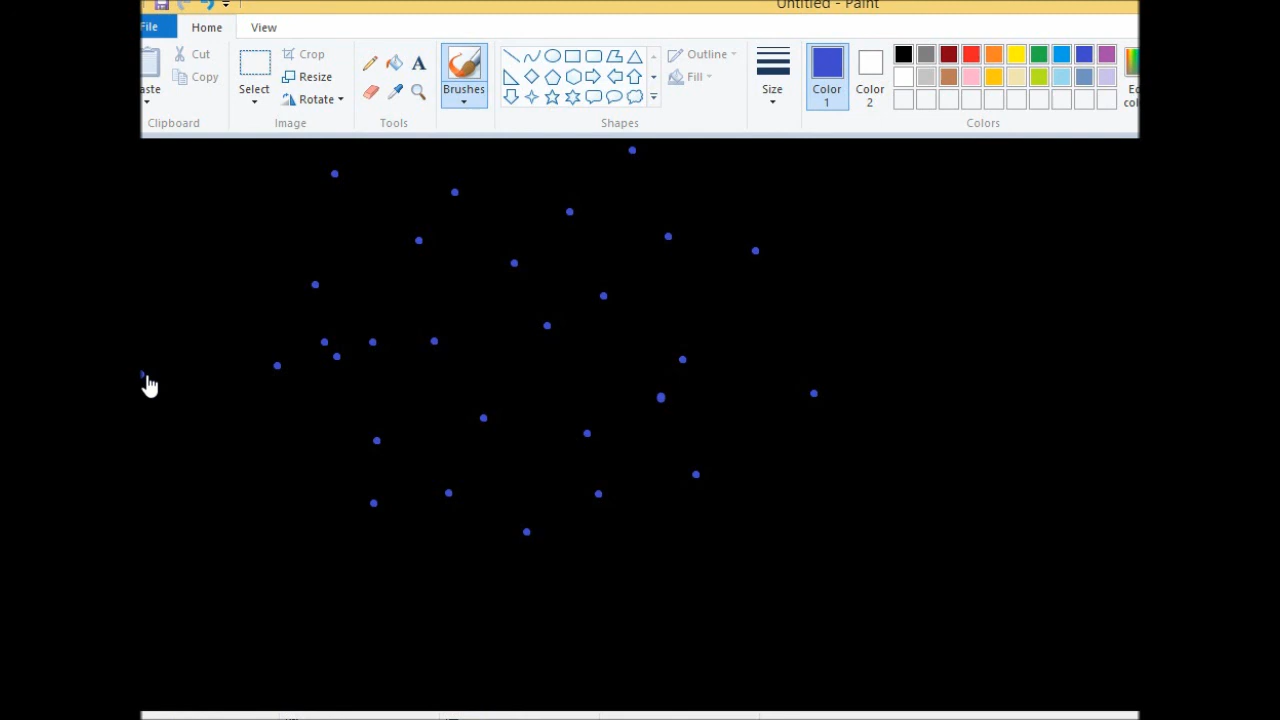 Untitled - Paint
File Home View
Cut
Crop
Outline
Copy
Resize
Fill
Select
Rotate
Brushes
Size
Color
1
Color
2
Clipboard
Image
Tools
Shapes
Colors